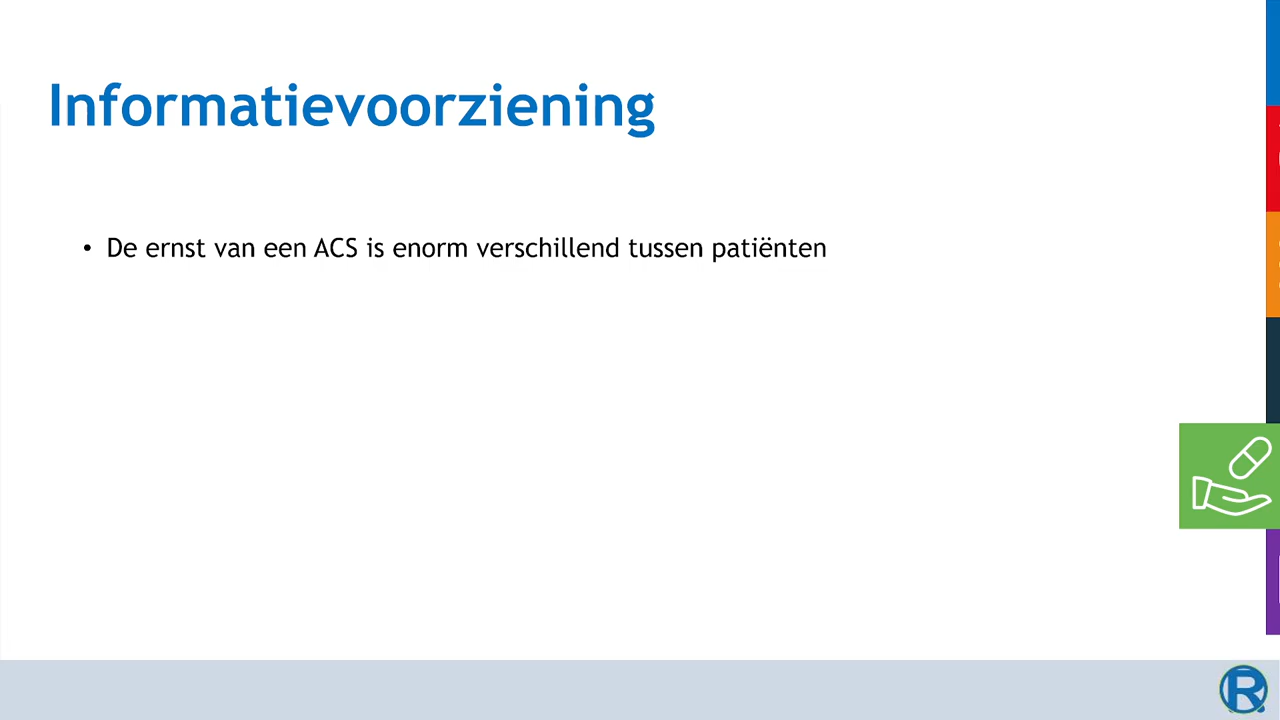 Informatievoorziening
• De ernst van een ACS is enorm verschillend tussen patiënten
R